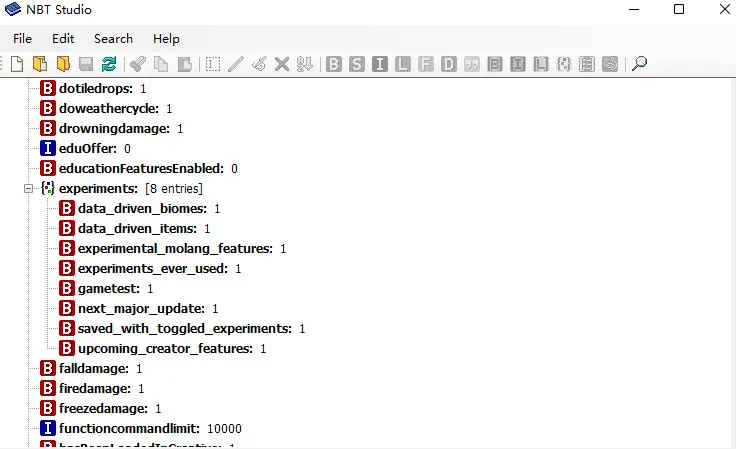 NBT Studio
File Edit Search Help
B S I L F D B I L
B dotiledrops: 1
B doweathercycle: 1
B drowningdamage: 1
I eduOffer: 0
B educationFeaturesEnabled: 0
experiments: [8 entries]
B data_driven_biomes: 1
B data_driven_items: 1
B experimental_molang_features: 1
B experiments_ever_used: 1
B gametest: 1
B next_major_update: 1
B saved_with_toggled_experiments: 1
B upcoming_creator_features: 1
B falldamage: 1
B firedamage: 1
B freezedamage: 1
I functioncommandlimit: 10000
B hasBeenLoadedInCreative: 1